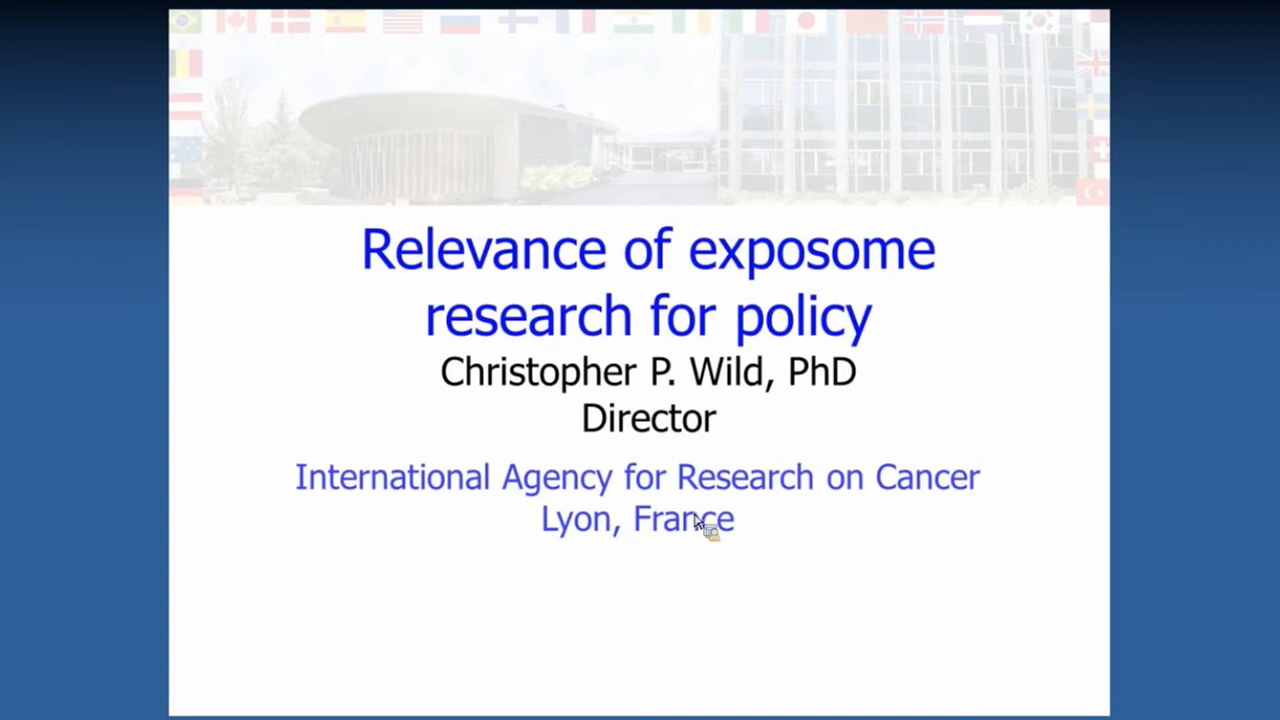 Relevance of exposome
research for policy
Christopher P. Wild, PhD
Director
International Agency for Research on Cancer
Lyon, France